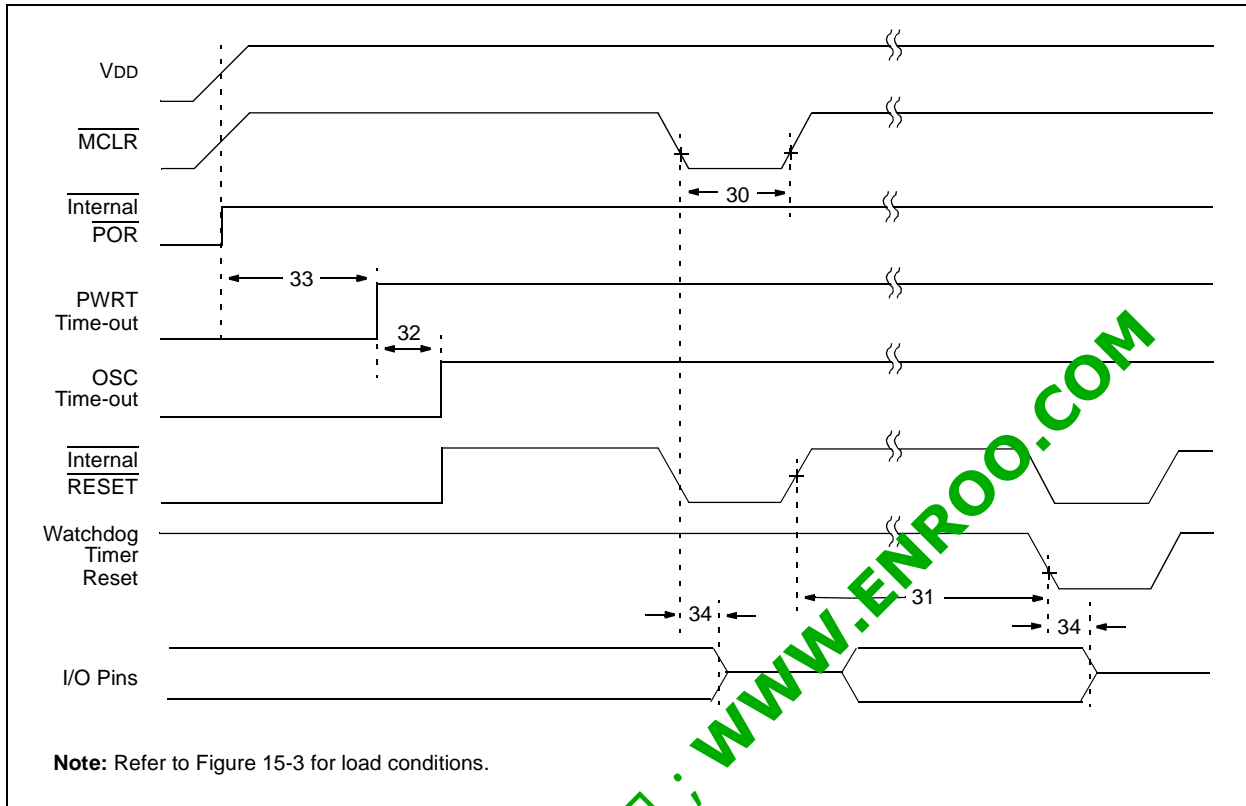 VDD
MCLR
30
Internal
POR
33
PWRT
Time-out
32
OSC
Time-out
Internal
RESET
Watchdog
Timer
Reset
31
34
34
I/O Pins
Note: Refer to Figure 15-3 for load conditions.
; WWW.ENROO.COM